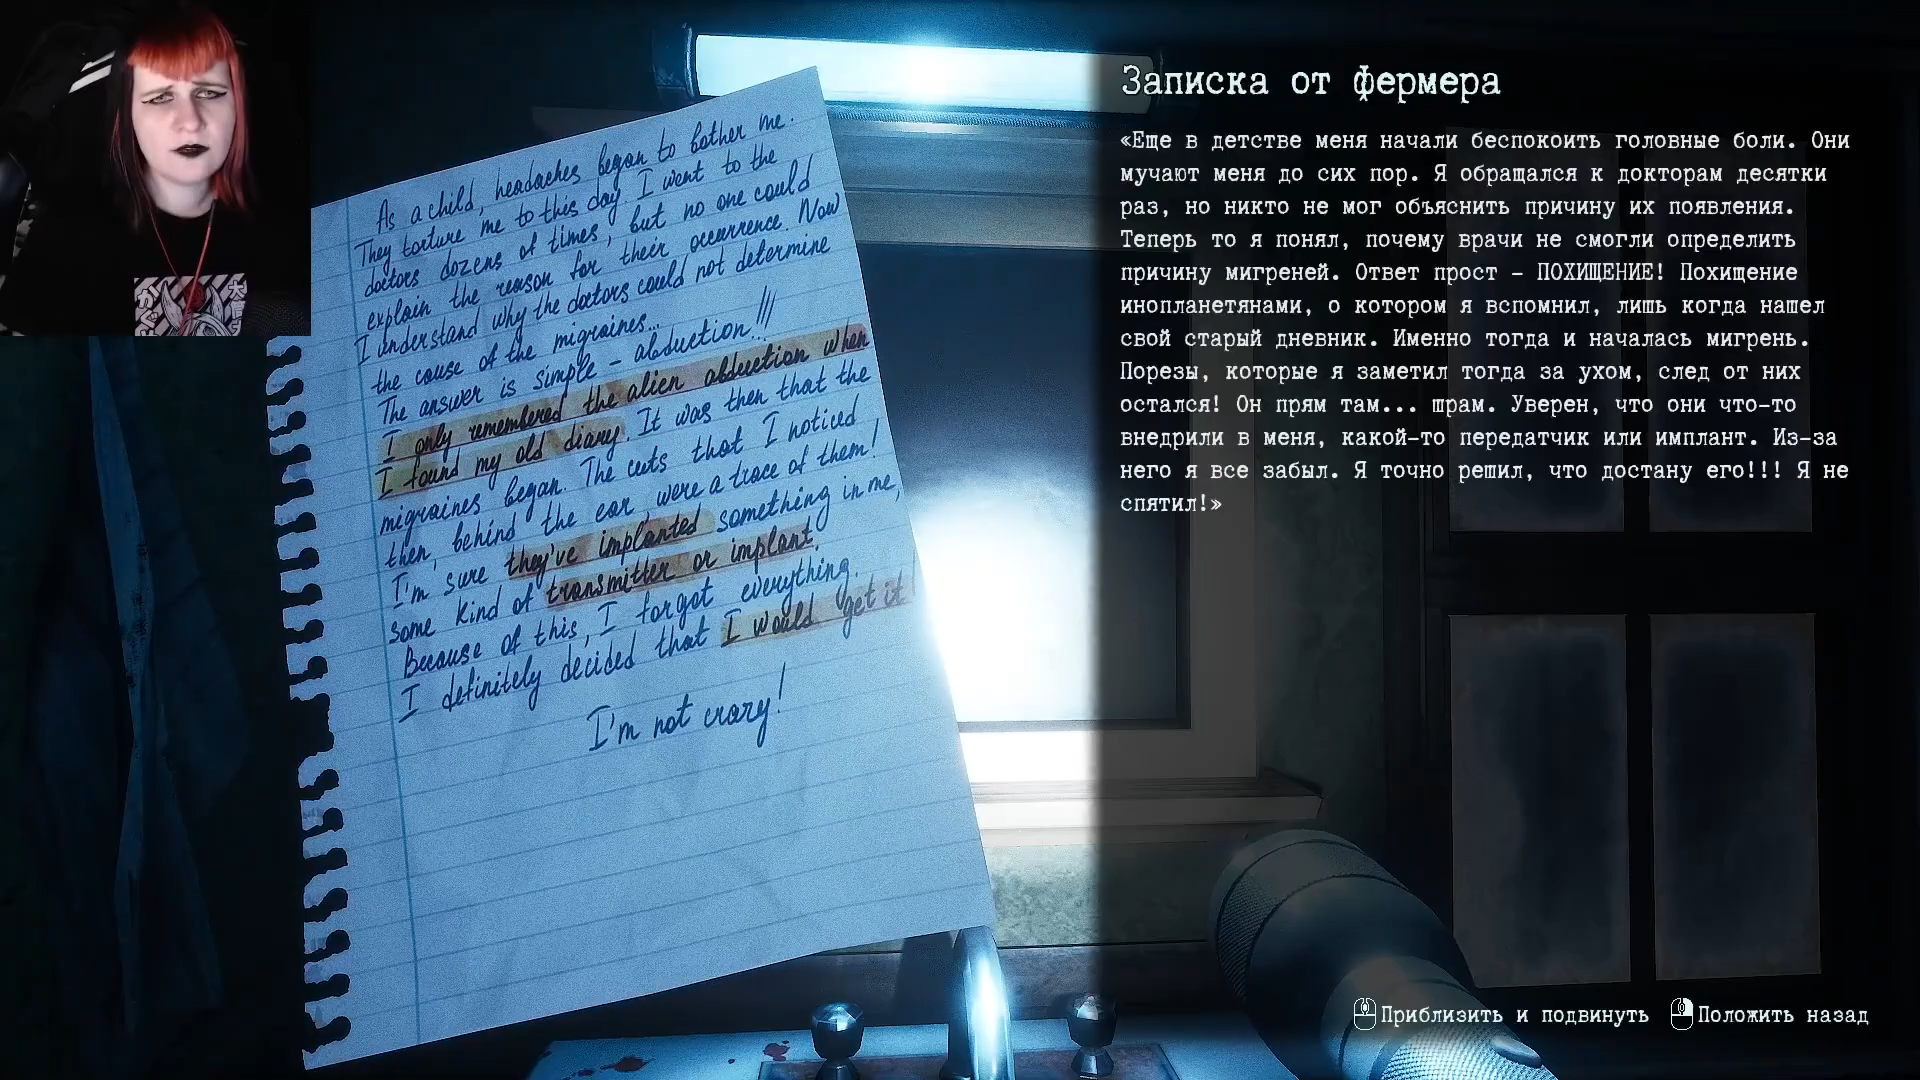 As a child, headaches began to bother me.
They torture me to this day. I went to the
doctors dozens of times, but no one could
explain the reason for their occurrence. Now
I understand why the doctors could not determine
the cause of the migraines...
The answer is simple - abduction!!!
I only remembered the alien abduction when
I found my old diary. It was then that the
migraines began. The cuts that I noticed
then, behind the ear, were a trace of them!
I'm sure they've implanted something in me,
some kind of transmitter or implant.
Because of this, I forgot everything.
I definitely decided that I would get it!
I'm not crazy!
Записка от фермера
«Еще в детстве меня начали беспокоить головные боли. Они
мучают меня до сих пор. Я обращался к докторам десятки
раз, но никто не мог объяснить причину их появления.
Теперь то я понял, почему врачи не смогли определить
причину мигреней. Ответ прост – ПОХИЩЕНИЕ! Похищение
инопланетянами, о котором я вспомнил, лишь когда нашел
свой старый дневник. Именно тогда и началась мигрень.
Порезы, которые я заметил тогда за ухом, след от них
остался! Он прям там... шрам. Уверен, что они что-то
внедрили в меня, какой-то передатчик или имплант. Из-за
него я все забыл. Я точно решил, что достану его!!! Я не
спятил!»
Приблизить и подвинуть
Положить назад